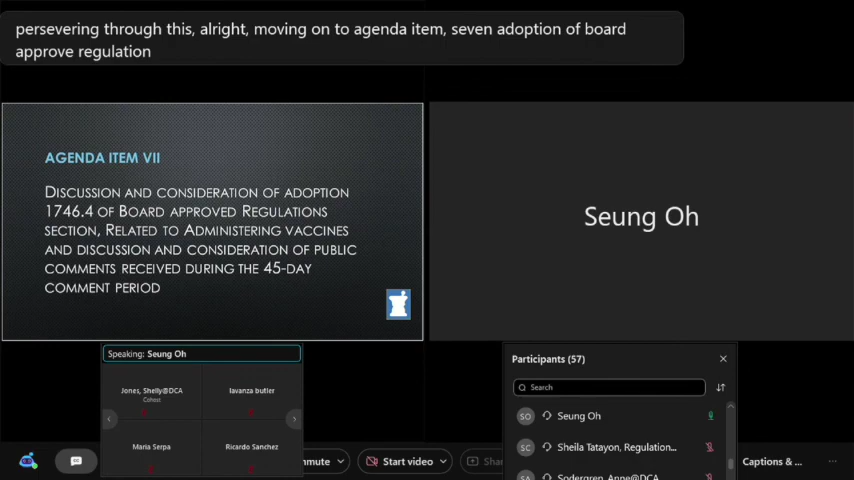 persevering through this, alright, moving on to agenda item, seven adoption of board
approve regulation
AGENDA ITEM VII
DISCUSSION AND CONSIDERATION OF ADOPTION
1746.4 OF BOARD APPROVED REGULATIONS
SECTION, RELATED TO ADMINISTERING VACCINES
AND DISCUSSION AND CONSIDERATION OF PUBLIC
COMMENTS RECEIVED DURING THE 45-DAY
COMMENT PERIOD
Seung Oh
Speaking: Seung Oh
Jones, Shelly@DCA
Cohost
lavanza butler
Maria Serpa
Ricardo Sanchez
Participants (57)
Search
SO Seung Oh
SC Sheila Tatayon, Regulation...
SA Sodergren, Anne@DCA
mute
Start video
Shar
Captions & ...